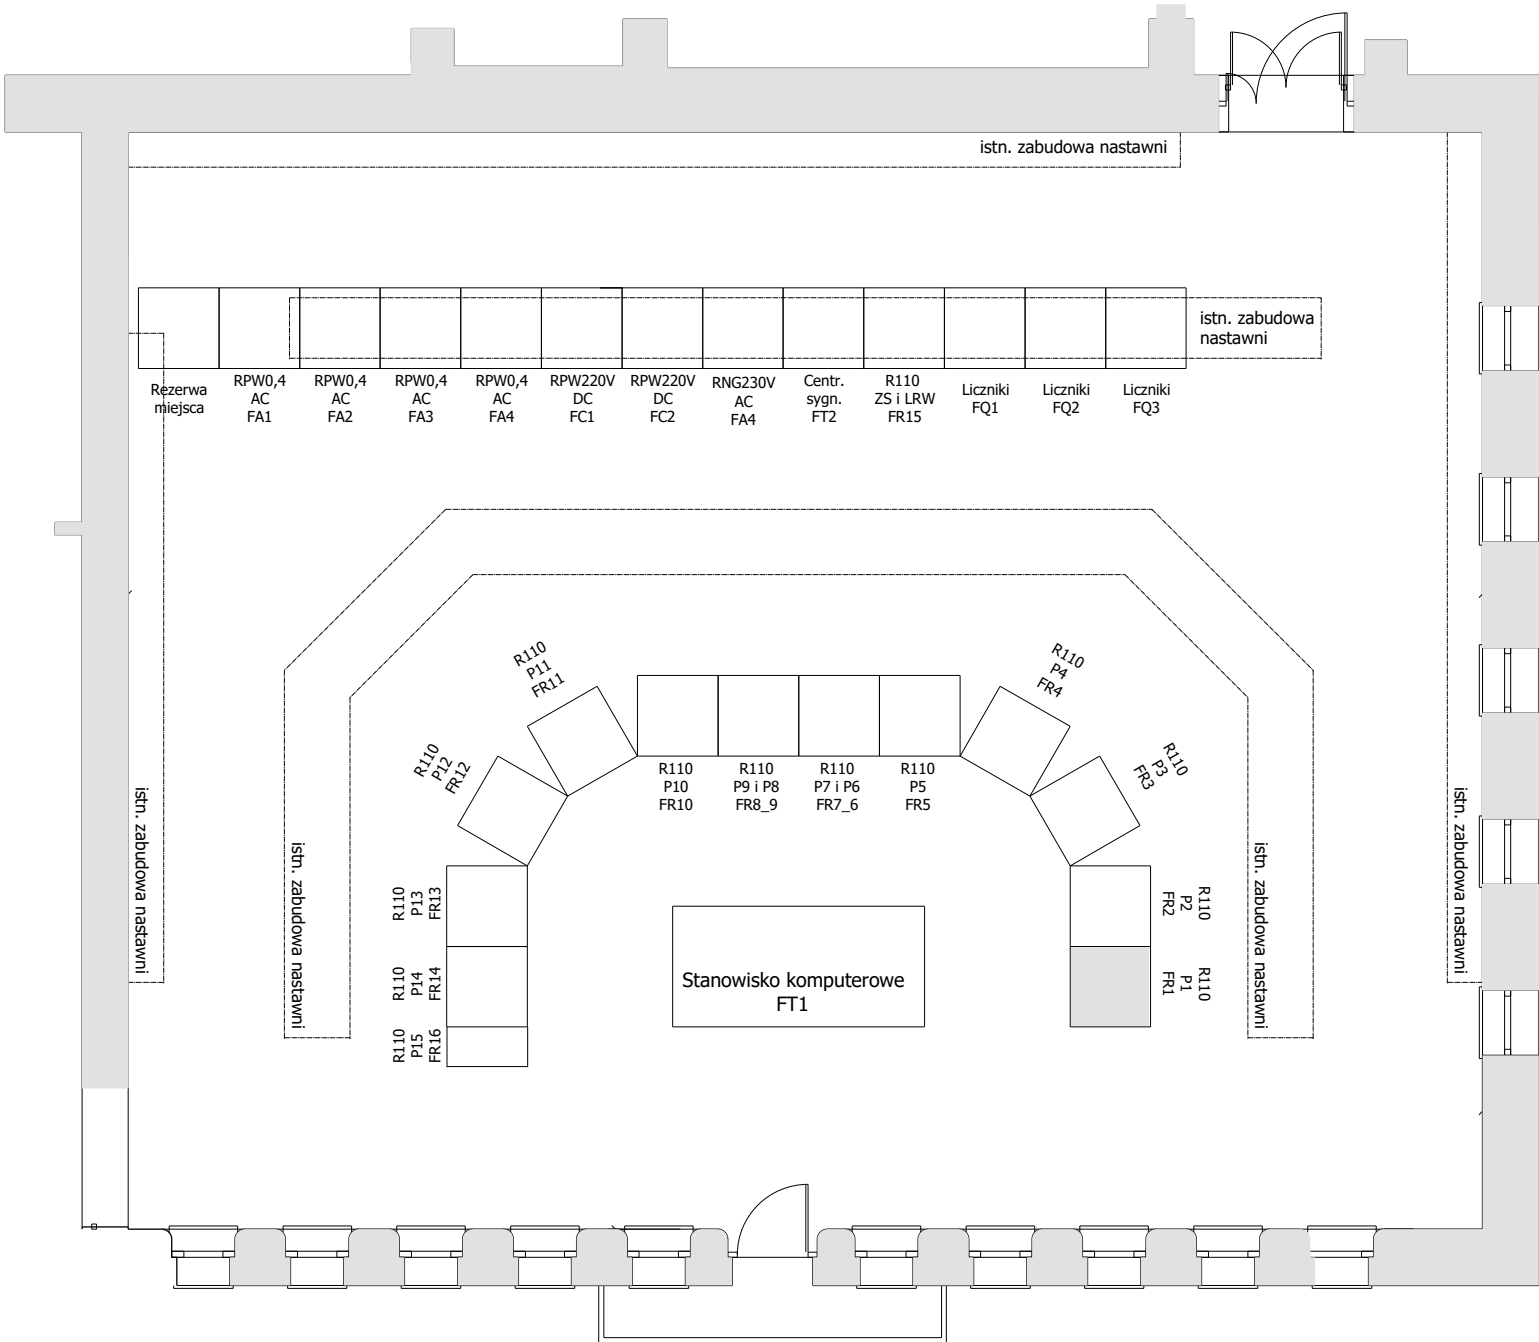 istn. zabudowa nastawni
istn. zabudowa
nastawni
Rezerwa
miejsca
RPW0,4
AC
FA1
RPW0,4
AC
FA2
RPW0,4
AC
FA3
RPW0,4
AC
FA4
RPW220V
DC
FC1
RPW220V
DC
FC2
RNG230V
AC
FA4
Centr.
sygn.
FT2
R110
ZS i LRW
FR15
Liczniki
FQ1
Liczniki
FQ2
Liczniki
FQ3
R110
P11
FR11
R110
P4
FR4
R110
P12
FR12
R110
P3
FR3
R110
P10
FR10
R110
P9 i P8
FR8_9
R110
P7 i P6
FR7_6
R110
P5
FR5
istn. zabudowa nastawni
istn. zabudowa nastawni
R110
P13
FR13
R110
P14
FR14
R110
P15
FR16
Stanowisko komputerowe
FT1
R110
P2
FR2
R110
P1
FR1
istn. zabudowa nastawni
istn. zabudowa nastawni